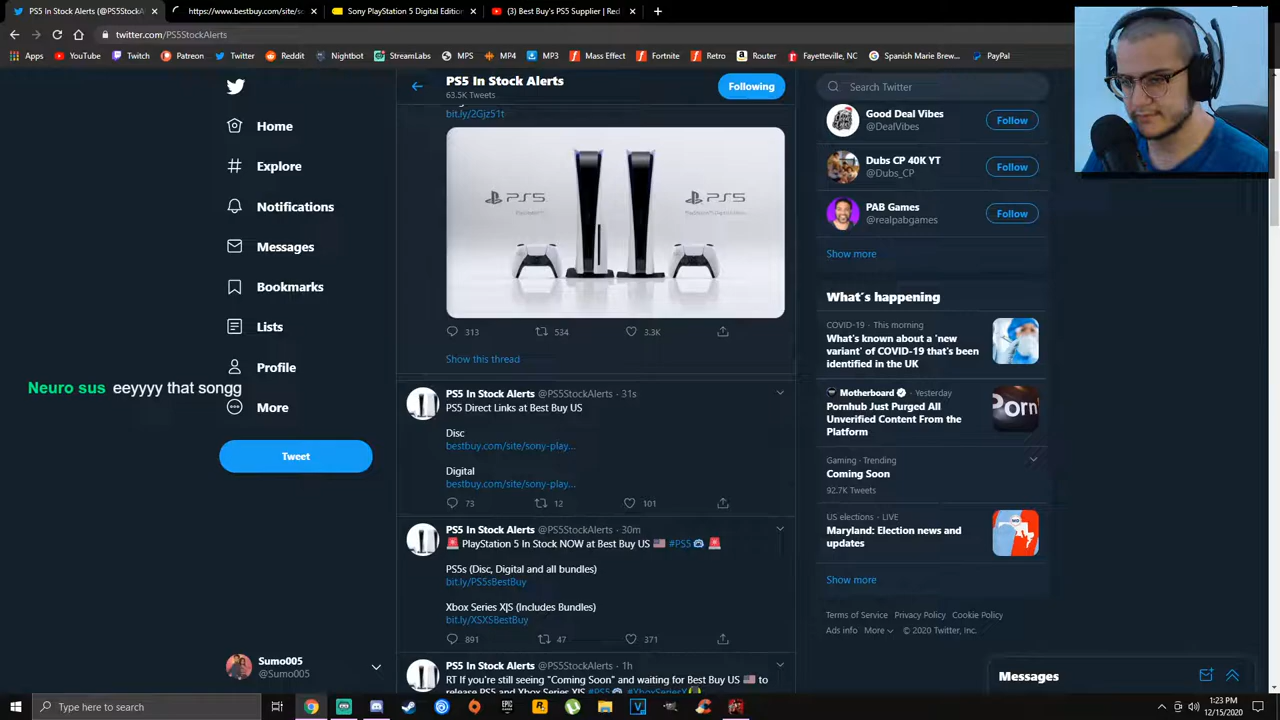 PS5 In Stock Alerts (@PS5StockA
https://www.bestbuy.com/site/so
Sony PlayStation 5 Digital Edition
(3) Best Buy's PS5 Supplier | Red
twitter.com/PS5StockAlerts
Apps YouTube Twitch Patreon Twitter Reddit Nightbot StreamLabs MPS MP4 MP3 Mass Effect Fortnite Retro Router Fayetteville, NC Spanish Marie Brew... PayPal
Home
Explore
Notifications
Messages
Bookmarks
Lists
Profile
More
Tweet
Neuro sus eeyyyy that songg
Sumo005
@Sumo005
PS5 In Stock Alerts
63.5K Tweets
Following
bit.ly/2Gjz51t
PS5 PS5
313 534 3.3K
Show this thread
PS5 In Stock Alerts @PS5StockAlerts · 31s
PS5 Direct Links at Best Buy US
Disc
bestbuy.com/site/sony-play...
Digital
bestbuy.com/site/sony-play...
73 12 101
PS5 In Stock Alerts @PS5StockAlerts · 30m
PlayStation 5 In Stock NOW at Best Buy US #PS5
PS5s (Disc, Digital and all bundles)
bit.ly/PS5sBestBuy
Xbox Series X|S (Includes Bundles)
bit.ly/XSXSBestBuy
891 47 371
PS5 In Stock Alerts @PS5StockAlerts · 1h
RT If you're still seeing "Coming Soon" and waiting for Best Buy US to
release PS5 and Xbox Series X|S #PS5 #XboxSeriesX
Search Twitter
Good Deal Vibes
@DealVibes
Follow
Dubs CP 40K YT
@Dubs_CP
Follow
PAB Games
@realpabgames
Follow
Show more
What's happening
COVID-19 · This morning
What's known about a 'new
variant' of COVID-19 that's been
identified in the UK
Motherboard · Yesterday
Pornhub Just Purged All
Unverified Content From the
Platform
Porn
Gaming · Trending
Coming Soon
92.7K Tweets
US elections · LIVE
Maryland: Election news and
updates
Show more
Terms of Service Privacy Policy Cookie Policy
Ads info More © 2020 Twitter, Inc.
Messages
Type here to search
EPIC GAMES
1:23 PM
12/15/2020